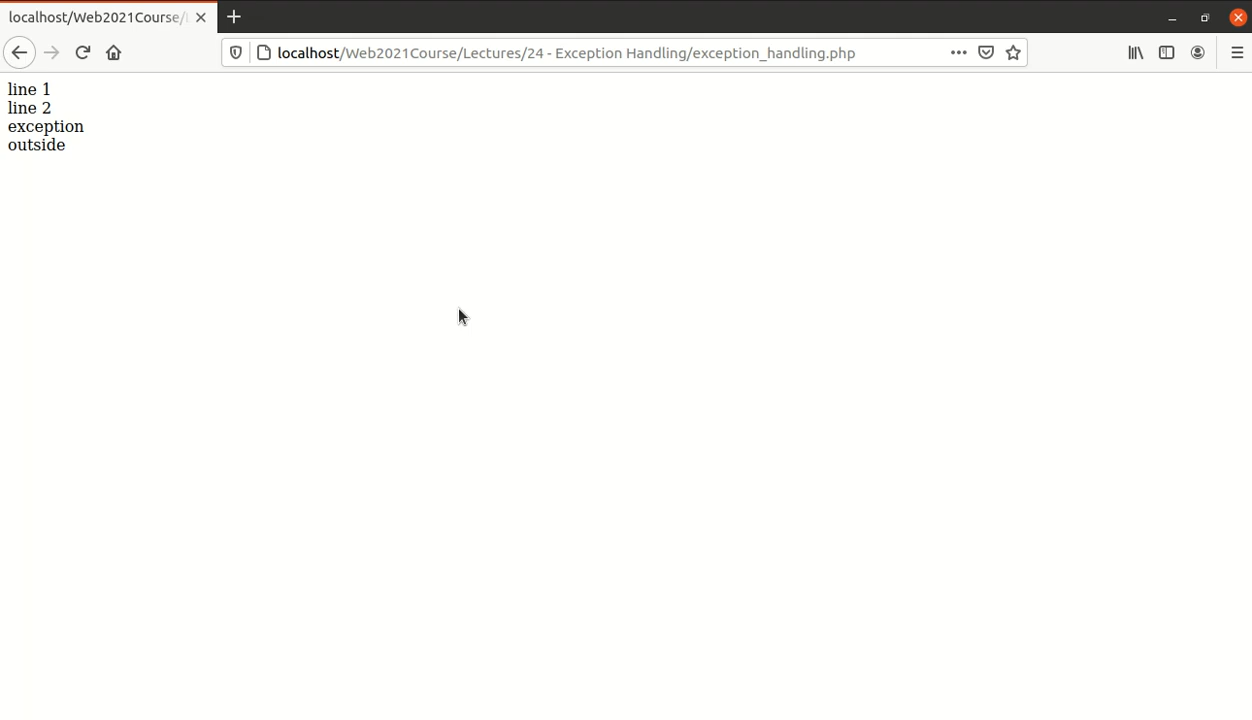 localhost/Web2021Course/
localhost/Web2021Course/Lectures/24 - Exception Handling/exception_handling.php
line 1
line 2
exception
outside